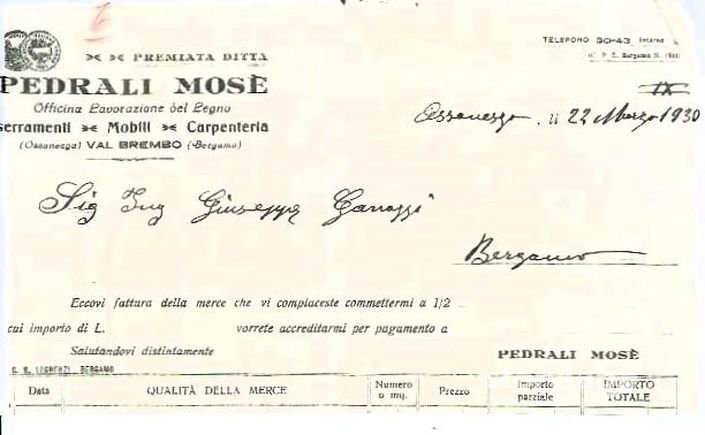 6
PREMIATA DITTA
PEDRALI MOSÈ
Officina Lavorazione del Legno
serramenti Mobili Carpenteria
(Ossanesga) VAL BREMBO (Bergamo)
TELEFONO 30-43 Interno
C. P. E. Bergamo N.
IX
Ossanesga, li 22 Marzo 1930
Sig Ing Giuseppe
Bergamo
Eccovi fattura della merce che vi compiaceste commettermi a 1/2
cui importo di L. vorrete accreditarmi per pagamento a
Salutandovi distintamente
PEDRALI MOSÈ
BERGAMO
Data QUALITÀ DELLA MERCE Numero o mq. Prezzo Importo parziale IMPORTO TOTALE